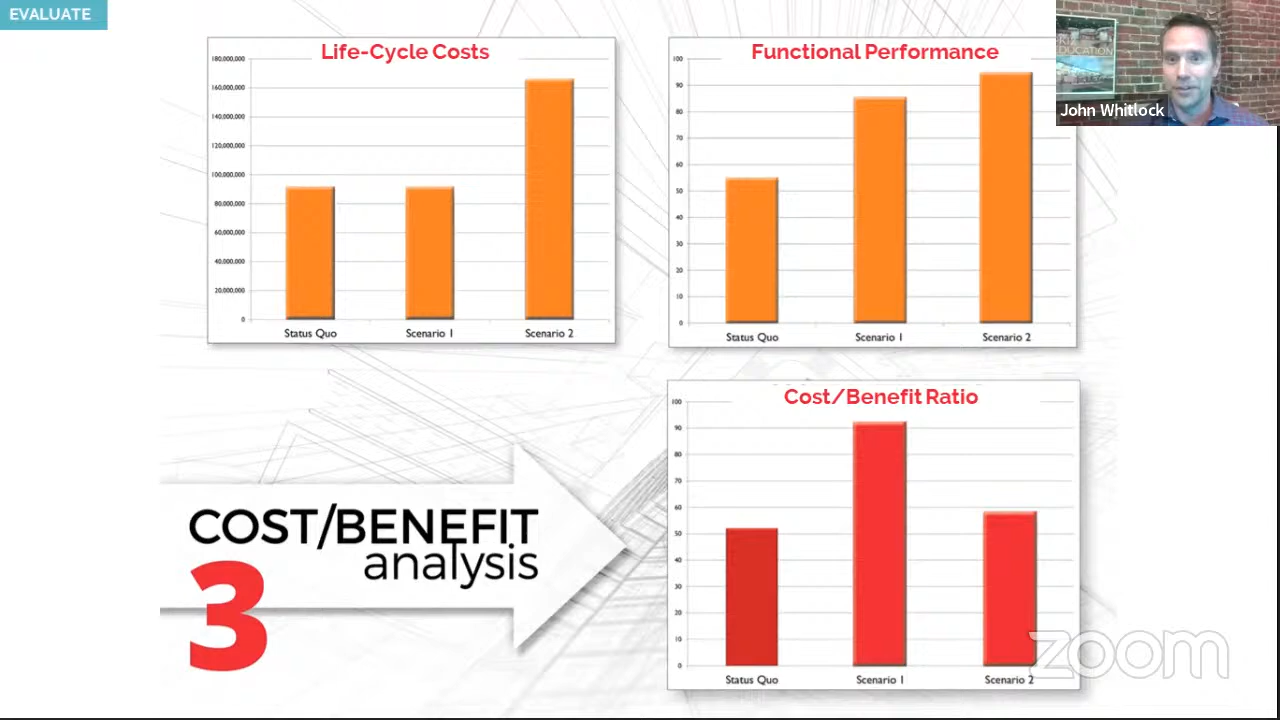 EVALUATE
Life-Cycle Costs
180,000,000
160,000,000
140,000,000
120,000,000
100,000,000
80,000,000
60,000,000
40,000,000
20,000,000
0
Status Quo
Scenario 1
Scenario 2
Functional Performance
100
90
80
70
60
50
40
30
20
10
0
Status Quo
Scenario 1
Scenario 2
EDUCATION
John Whitlock
COST/BENEFIT
analysis
3
Cost/Benefit Ratio
100
90
80
70
60
50
40
30
20
10
0
Status Quo
Scenario 1
Scenario 2
zoom